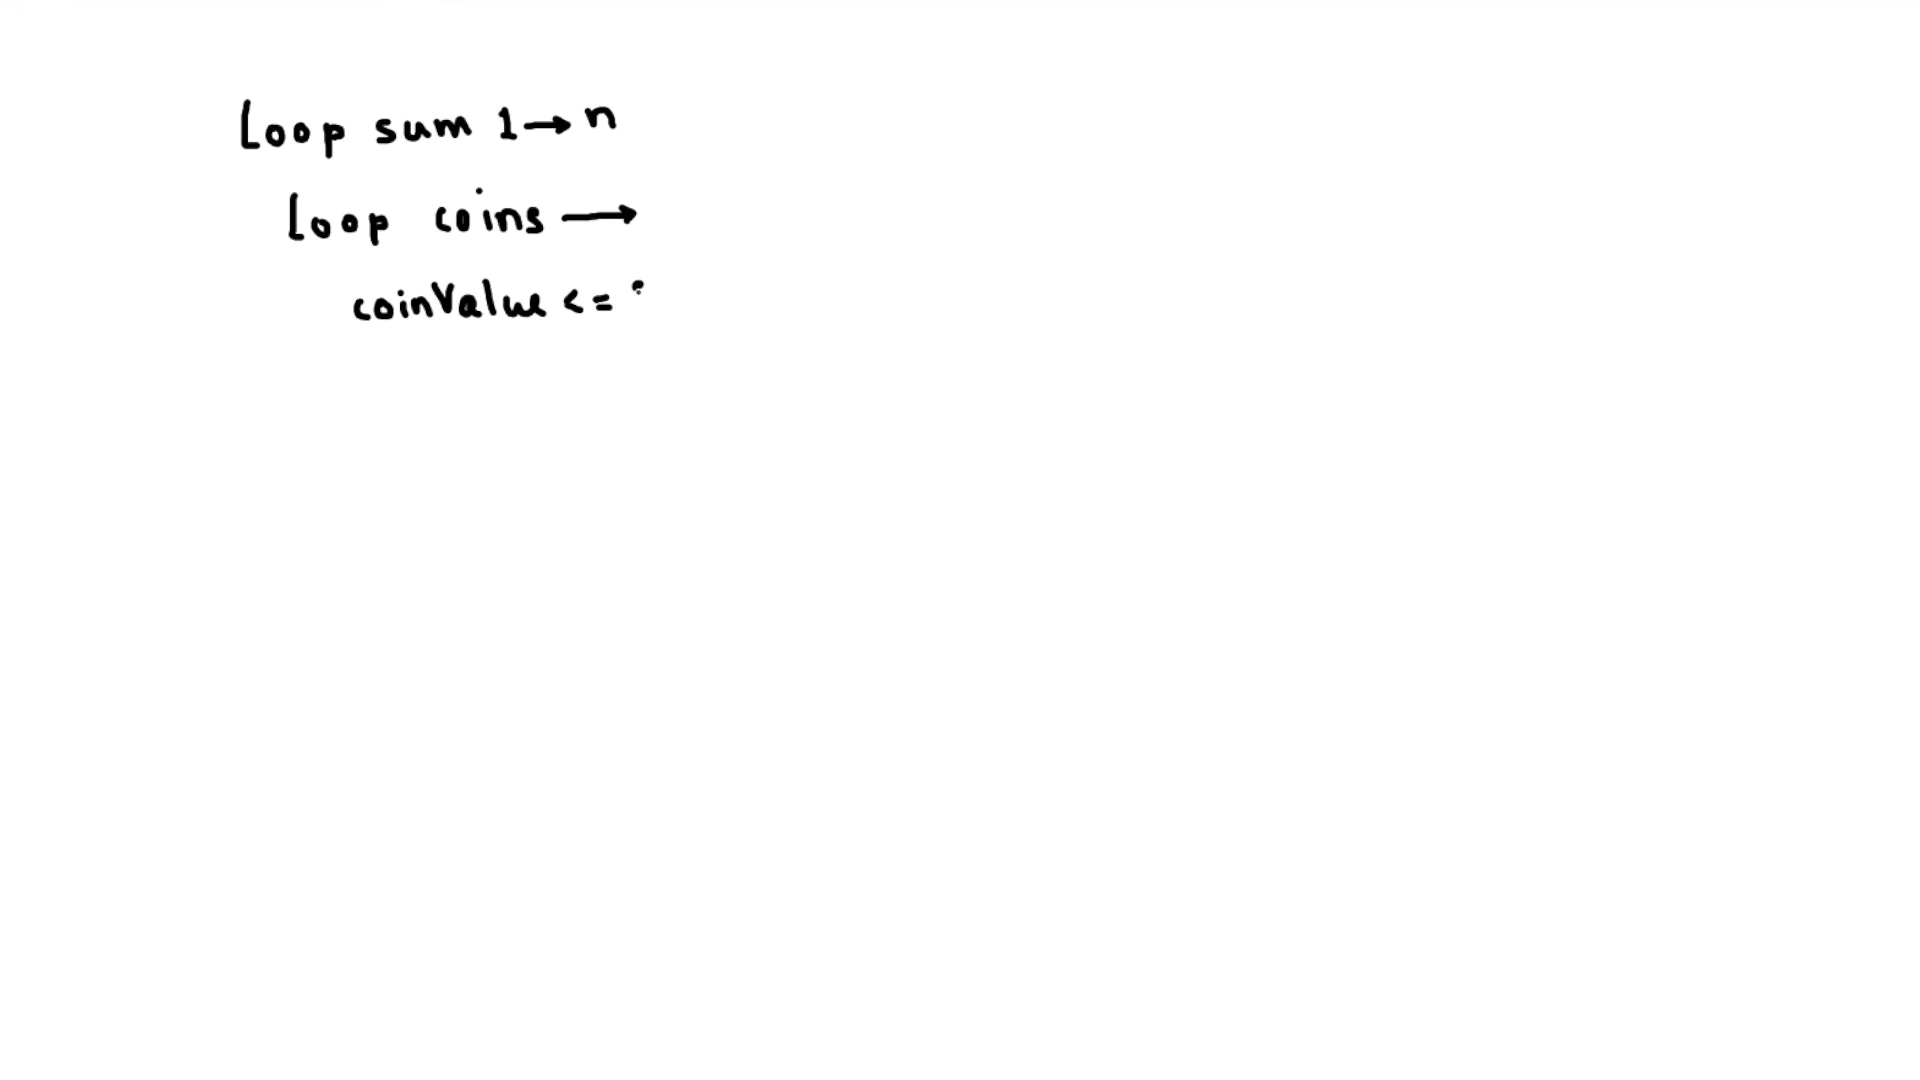 Loop sum 1→n
Loop coins →
coinValue <=